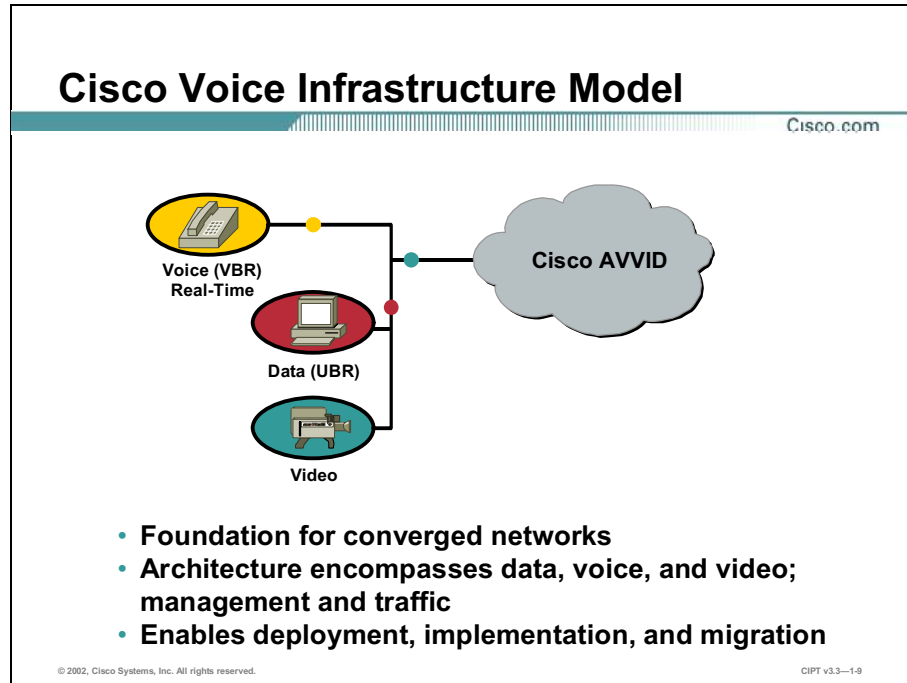 Cisco Voice Infrastructure Model
Cisco.com
Voice (VBR)
Real-Time
Cisco AVVID
Data (UBR)
Video
• Foundation for converged networks
• Architecture encompasses data, voice, and video;
management and traffic
• Enables deployment, implementation, and migration
© 2002, Cisco Systems, Inc. All rights reserved.
CIPT v3.3—1-9